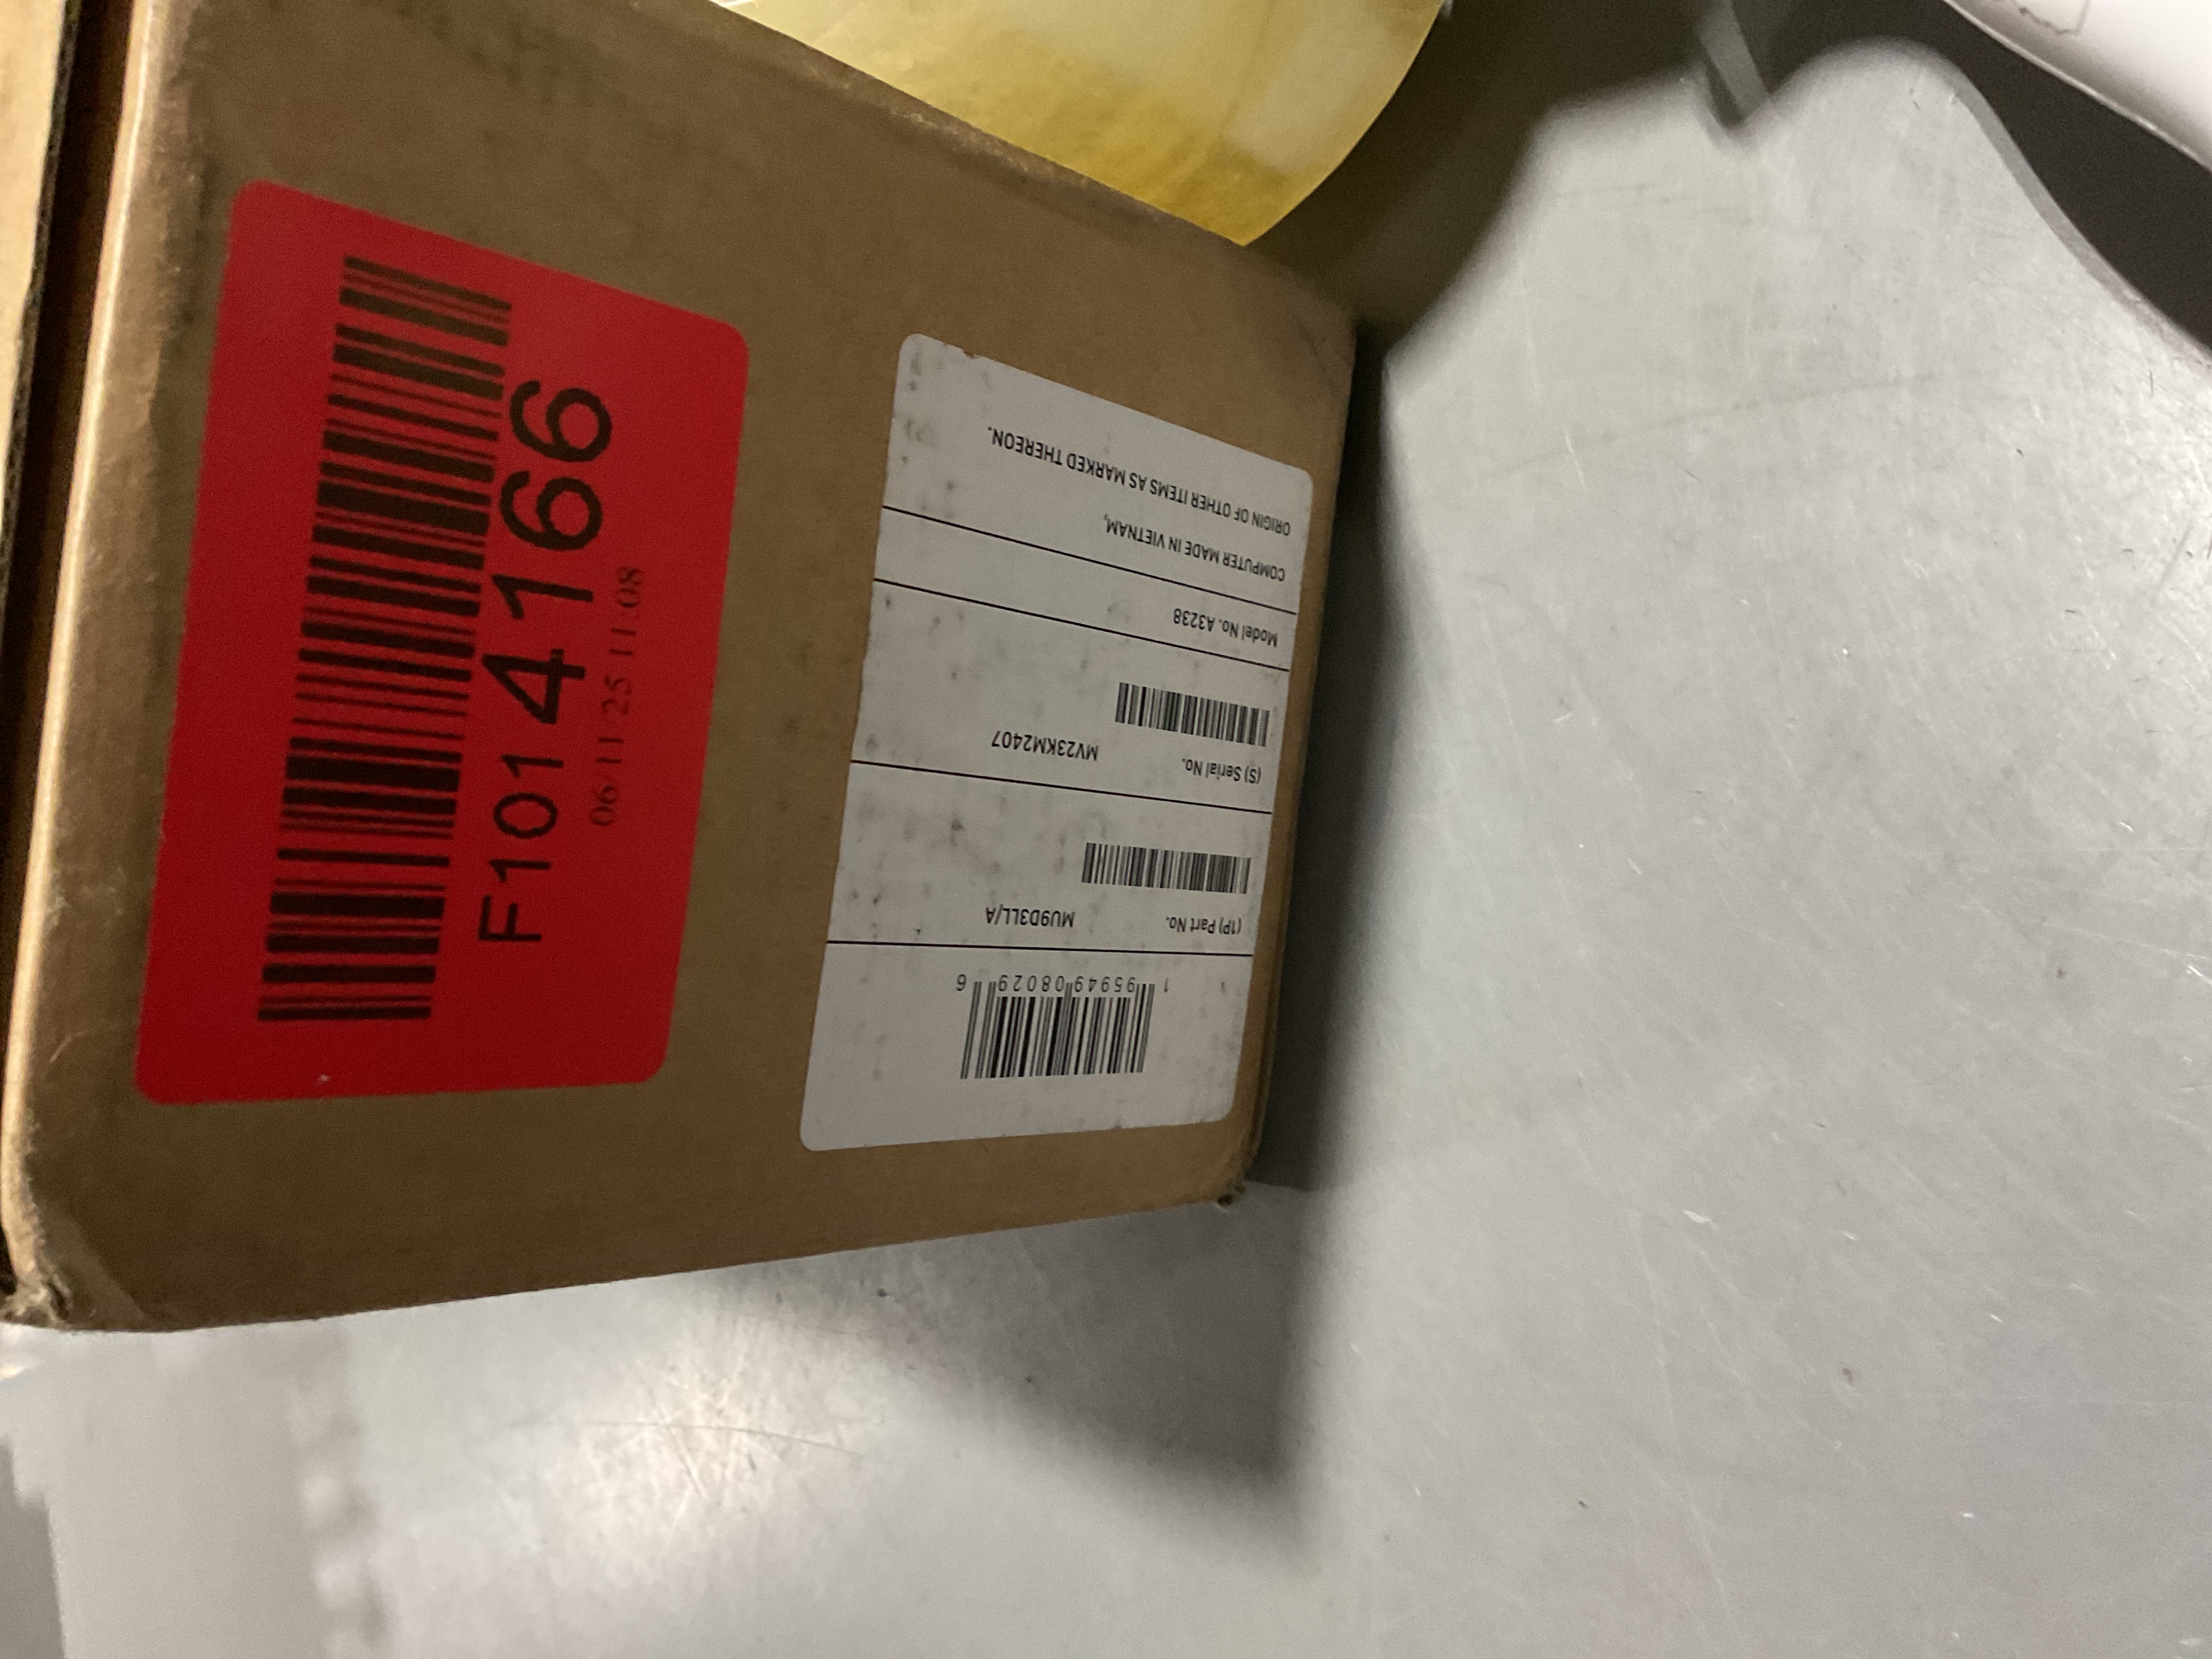 F1014166
06/11/25 11:08
1 95949 08029 6
(1P) Part No. MU9D3LL/A
(S) Serial No. MV23KM2407
Model No. A3238
COMPUTER MADE IN VIETNAM,
ORIGIN OF OTHER ITEMS AS MARKED THEREON.